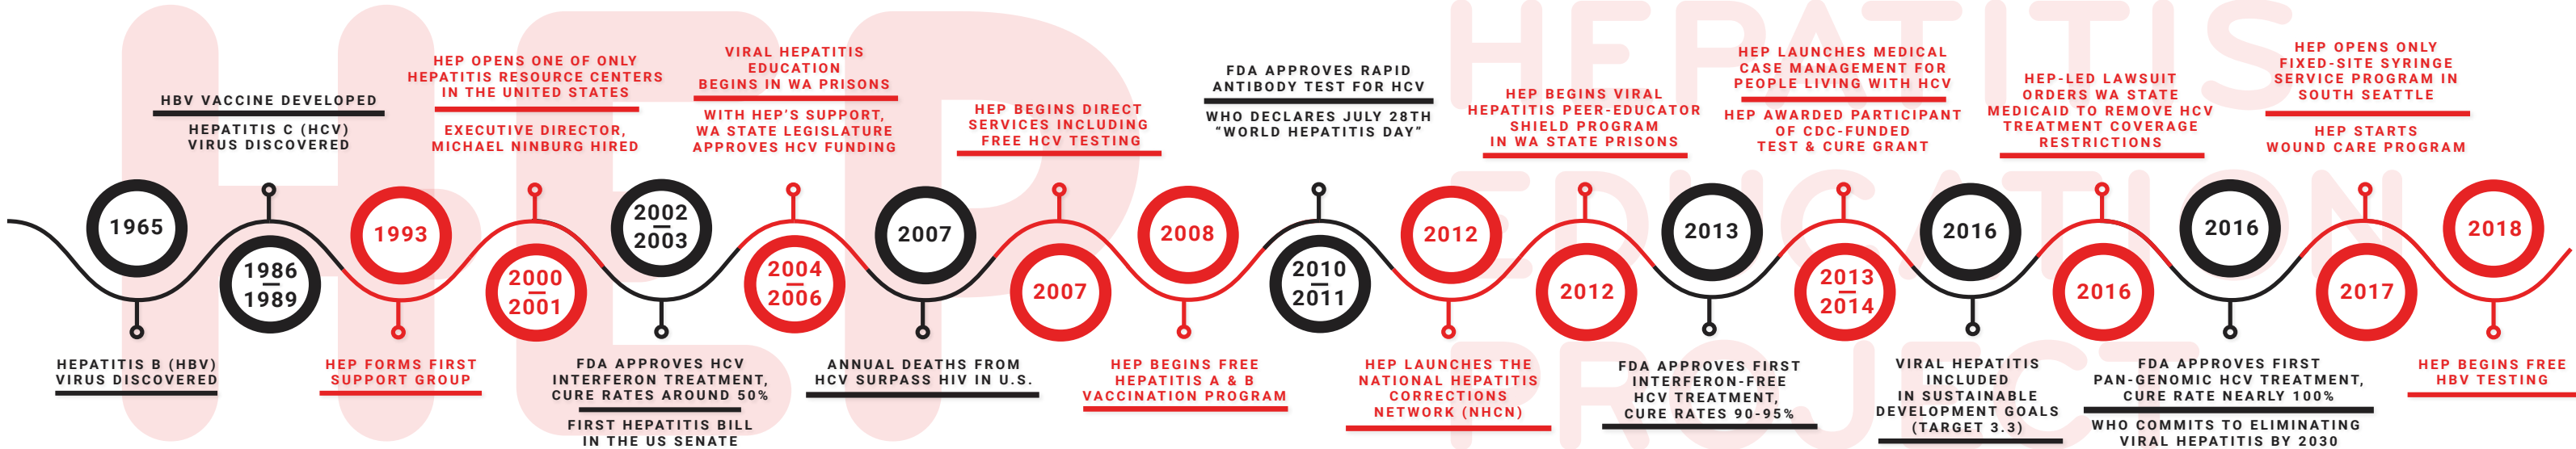 HEP
HEPATITIS
EDUCATION
PROJECT
1965
HEPATITIS B (HBV)
VIRUS DISCOVERED
HBV VACCINE DEVELOPED
HEPATITIS C (HCV)
VIRUS DISCOVERED
1986
1989
1993
HEP FORMS FIRST
SUPPORT GROUP
HEP OPENS ONE OF ONLY
HEPATITIS RESOURCE CENTERS
IN THE UNITED STATES
EXECUTIVE DIRECTOR,
MICHAEL NINBURG HIRED
2000
2001
2002
2003
FDA APPROVES HCV
INTERFERON TREATMENT,
CURE RATES AROUND 50%
FIRST HEPATITIS BILL
IN THE US SENATE
VIRAL HEPATITIS
EDUCATION
BEGINS IN WA PRISONS
WITH HEP'S SUPPORT,
WA STATE LEGISLATURE
APPROVES HCV FUNDING
2004
2006
2007
ANNUAL DEATHS FROM
HCV SURPASS HIV IN U.S.
HEP BEGINS DIRECT
SERVICES INCLUDING
FREE HCV TESTING
2007
2008
HEP BEGINS FREE
HEPATITIS A & B
VACCINATION PROGRAM
FDA APPROVES RAPID
ANTIBODY TEST FOR HCV
WHO DECLARES JULY 28TH
"WORLD HEPATITIS DAY"
2010
2011
2012
HEP LAUNCHES THE
NATIONAL HEPATITIS
CORRECTIONS
NETWORK (NHCN)
HEP BEGINS VIRAL
HEPATITIS PEER-EDUCATOR
SHIELD PROGRAM
IN WA STATE PRISONS
2012
2013
FDA APPROVES FIRST
INTERFERON-FREE
HCV TREATMENT,
CURE RATES 90-95%
HEP LAUNCHES MEDICAL
CASE MANAGEMENT FOR
PEOPLE LIVING WITH HCV
HEP AWARDED PARTICIPANT
OF CDC-FUNDED
TEST & CURE GRANT
2013
2014
2016
VIRAL HEPATITIS
INCLUDED
IN SUSTAINABLE
DEVELOPMENT GOALS
(TARGET 3.3)
HEP-LED LAWSUIT
ORDERS WA STATE
MEDICAID TO REMOVE HCV
TREATMENT COVERAGE
RESTRICTIONS
2016
2016
FDA APPROVES FIRST
PAN-GENOMIC HCV TREATMENT,
CURE RATE NEARLY 100%
WHO COMMITS TO ELIMINATING
VIRAL HEPATITIS BY 2030
HEP OPENS ONLY
FIXED-SITE SYRINGE
SERVICE PROGRAM IN
SOUTH SEATTLE
HEP STARTS
WOUND CARE PROGRAM
2017
2018
HEP BEGINS FREE
HBV TESTING